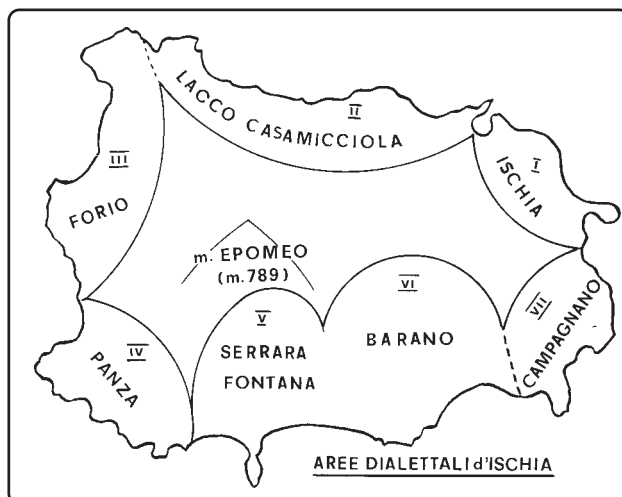 II
LACCO CASAMICCIOLA
I
ISCHIA
III
FORIO
m. EPOMEO
(m.789)
VI
BARANO
VII
CAMPAGNANO
V
SERRARA
FONTANA
IV
PANZA
AREE DIALETTALI d'ISCHIA